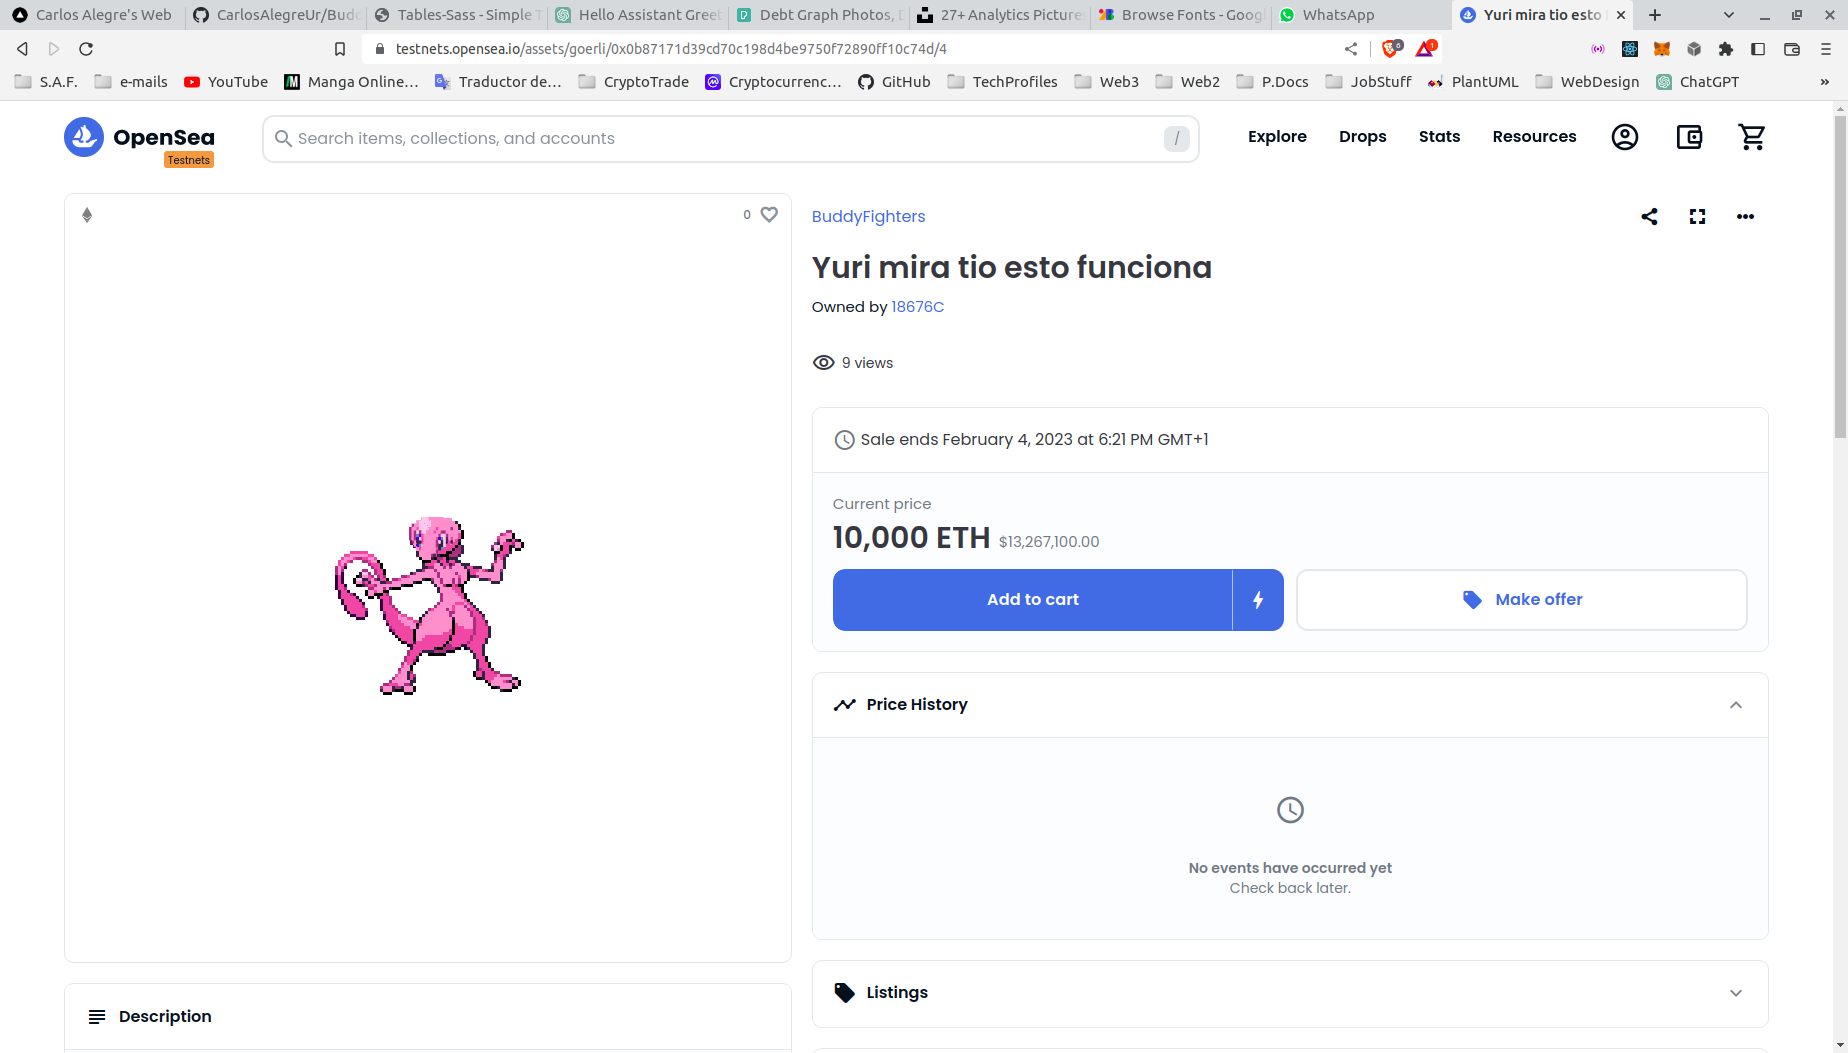 Carlos Alegre's Web
CarlosAlegreUr/Budd
Tables-Sass - Simple T
Hello Assistant Greet
Debt Graph Photos, D
27+ Analytics Pictures
Browse Fonts - Googl
WhatsApp
Yuri mira tio esto f
testnets.opensea.io/assets/goerli/0x0b87171d39cd70c198d4be9750f72890ff10c74d/4
S.A.F.
e-mails
YouTube
Manga Online...
Traductor de...
CryptoTrade
Cryptocurrenc...
GitHub
TechProfiles
Web3
Web2
P.Docs
JobStuff
PlantUML
WebDesign
ChatGPT
»
OpenSea
Testnets
Search items, collections, and accounts
/
Explore
Drops
Stats
Resources
0
BuddyFighters
Yuri mira tio esto funciona
Owned by 18676C
9 views
Sale ends February 4, 2023 at 6:21 PM GMT+1
Current price
10,000 ETH $13,267,100.00
Add to cart
Make offer
Price History
No events have occurred yet
Check back later.
Listings
Description